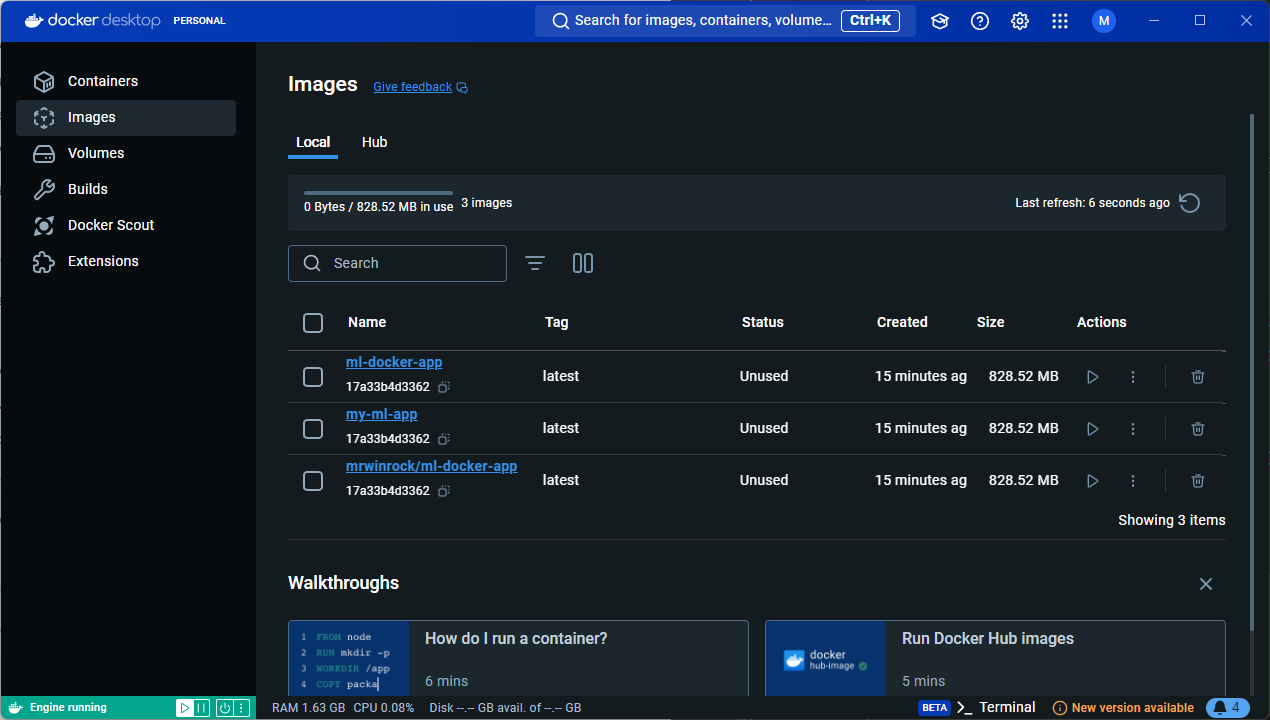 docker desktop PERSONAL
Search for images, containers, volume... Ctrl+K
M
Containers
Images
Volumes
Builds
Docker Scout
Extensions
Images Give feedback
Local Hub
0 Bytes / 828.52 MB in use 3 images
Last refresh: 6 seconds ago
Search
Name Tag Status Created Size Actions
ml-docker-app
17a33b4d3362
latest Unused 15 minutes ag 828.52 MB
my-ml-app
17a33b4d3362
latest Unused 15 minutes ag 828.52 MB
mrwinrock/ml-docker-app
17a33b4d3362
latest Unused 15 minutes ag 828.52 MB
Showing 3 items
Walkthroughs
1 FROM node
2 RUN mkdir -p
3 WORKDIR /app
4 COPY packa
How do I run a container?
6 mins
docker
hub-image
Run Docker Hub images
5 mins
Engine running
RAM 1.63 GB CPU 0.08% Disk --.-- GB avail. of --.-- GB
BETA >_ Terminal
New version available
4